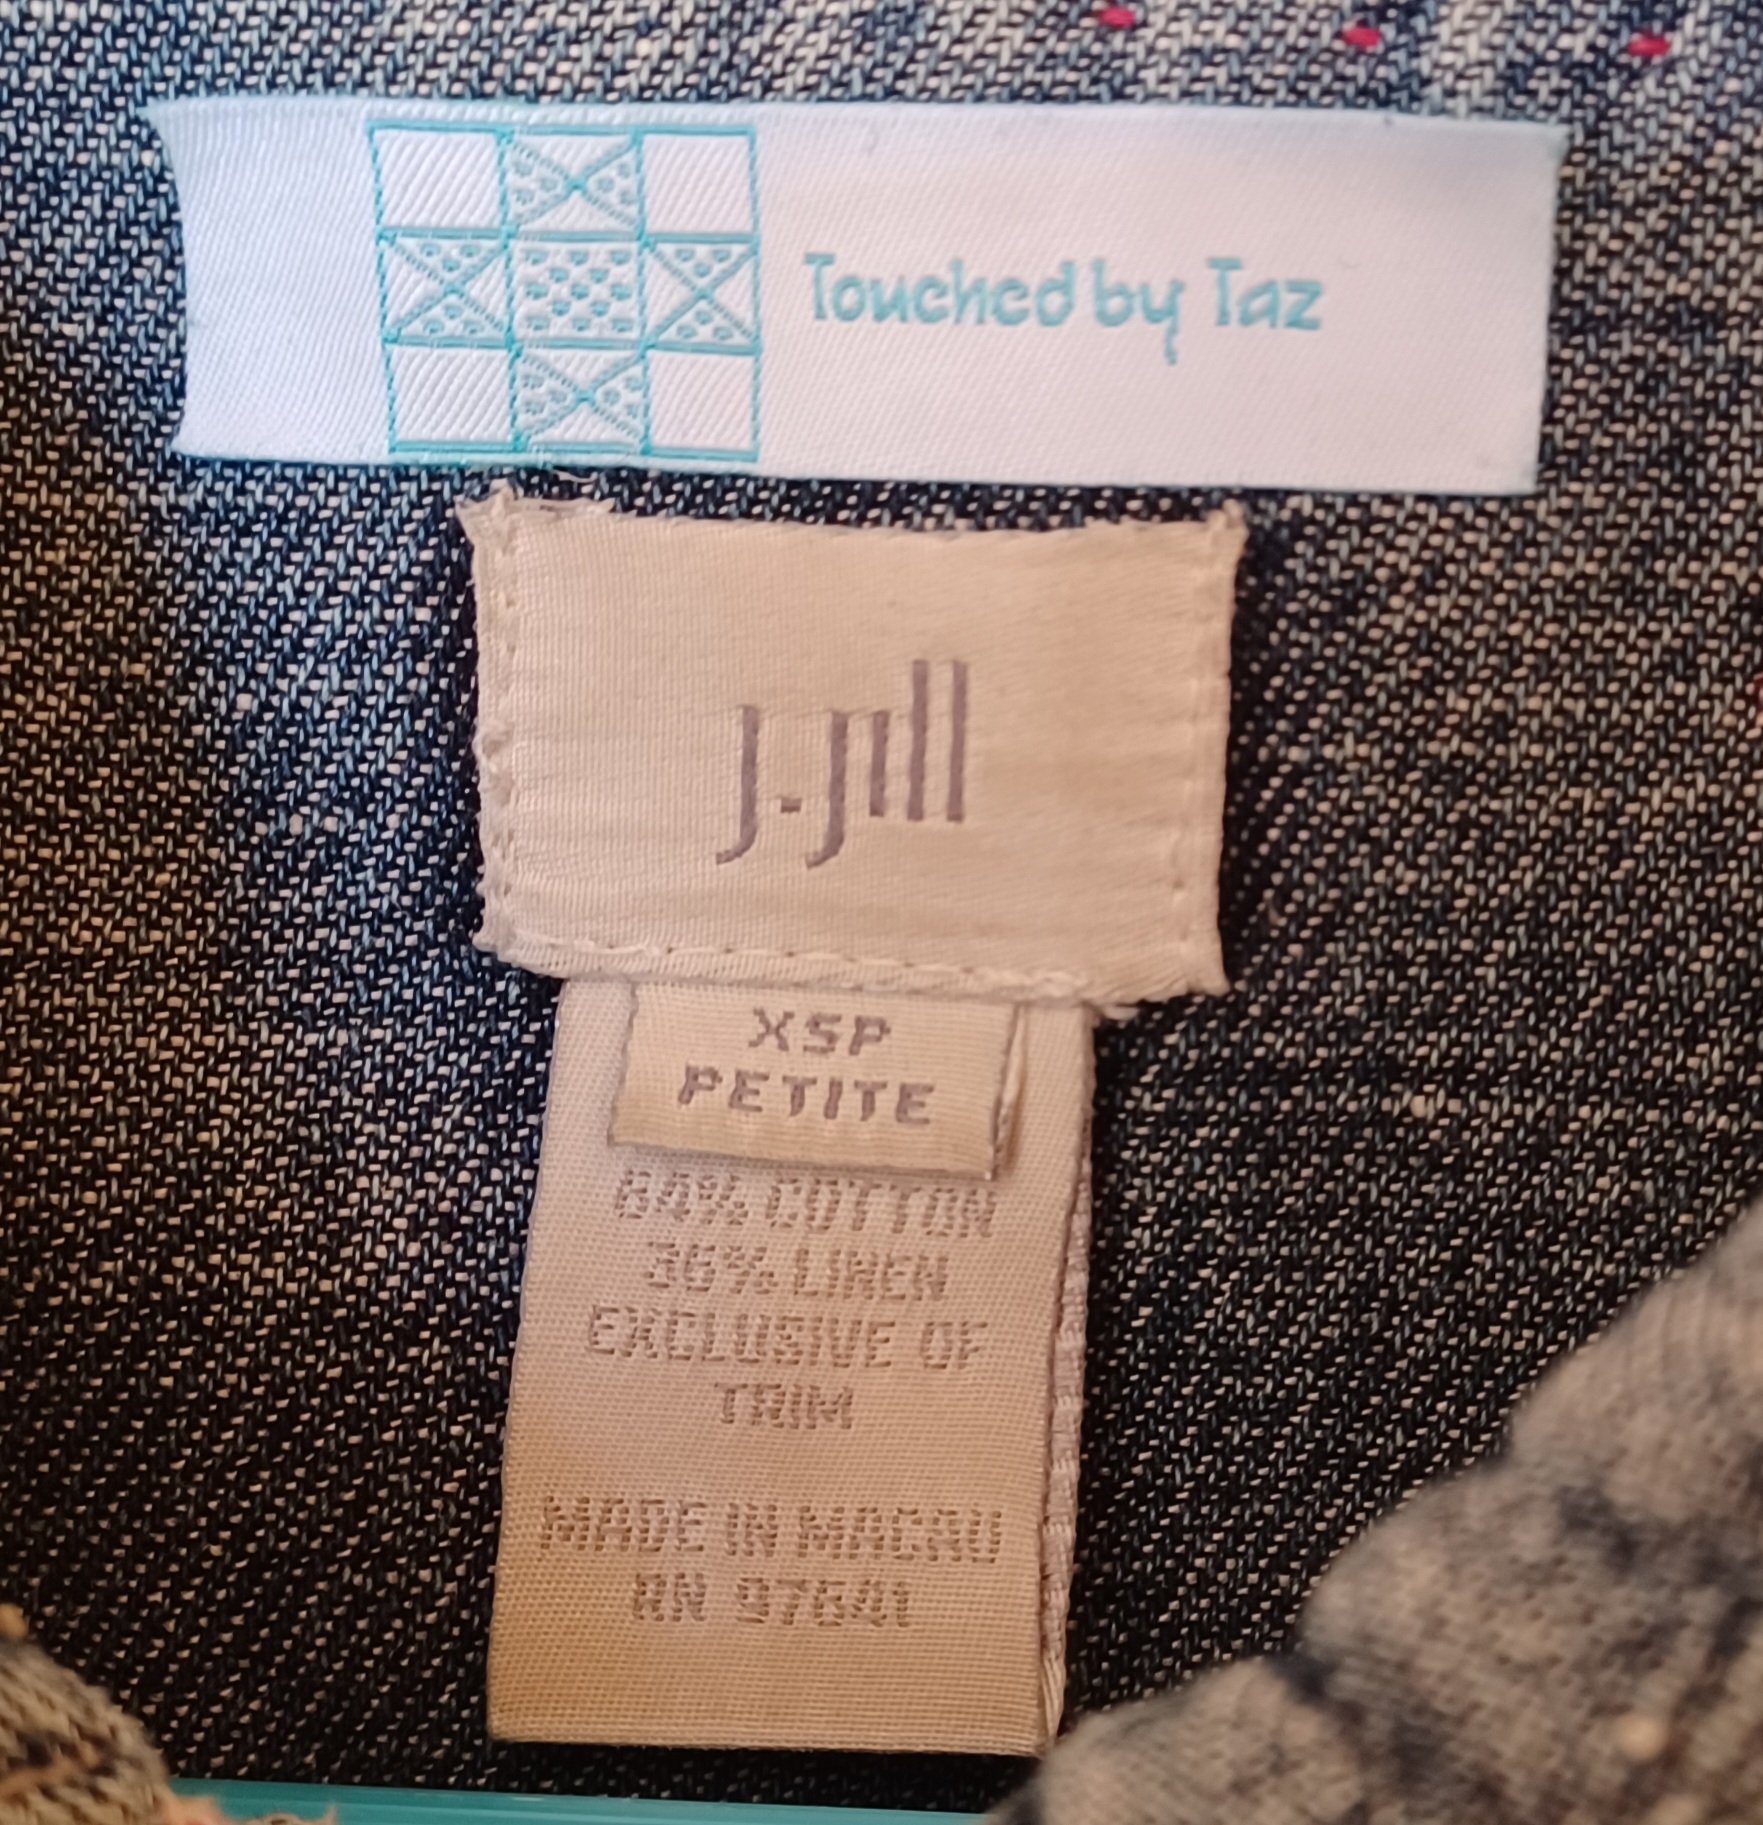 Touched by Taz
J.Jill
XSP
PETITE
64% COTTON
36% LINEN
EXCLUSIVE OF
TRIM
MADE IN MACAU
RN 97641